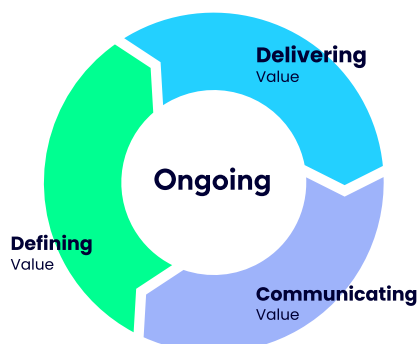 Delivering
Value
Ongoing
Defining
Value
Communicating
Value